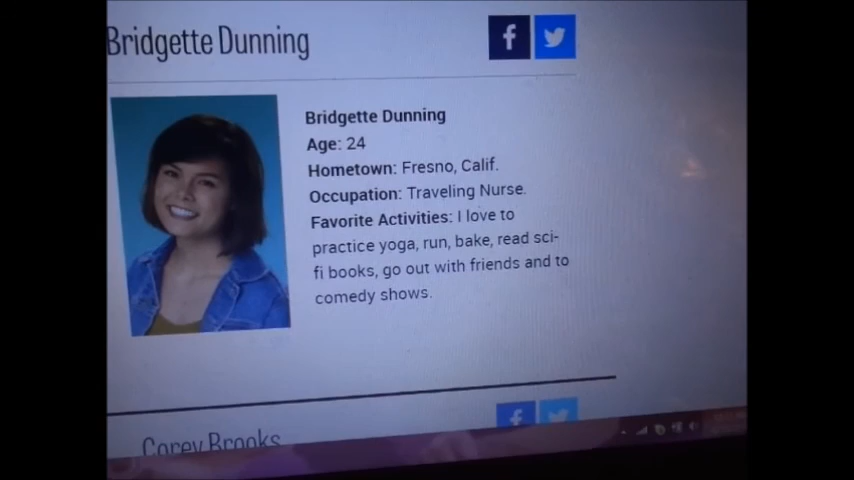 Bridgette Dunning
Bridgette Dunning
Age: 24
Hometown: Fresno, Calif.
Occupation: Traveling Nurse.
Favorite Activities: I love to
practice yoga, run, bake, read sci-
fi books, go out with friends and to
comedy shows.
Corey Brooks